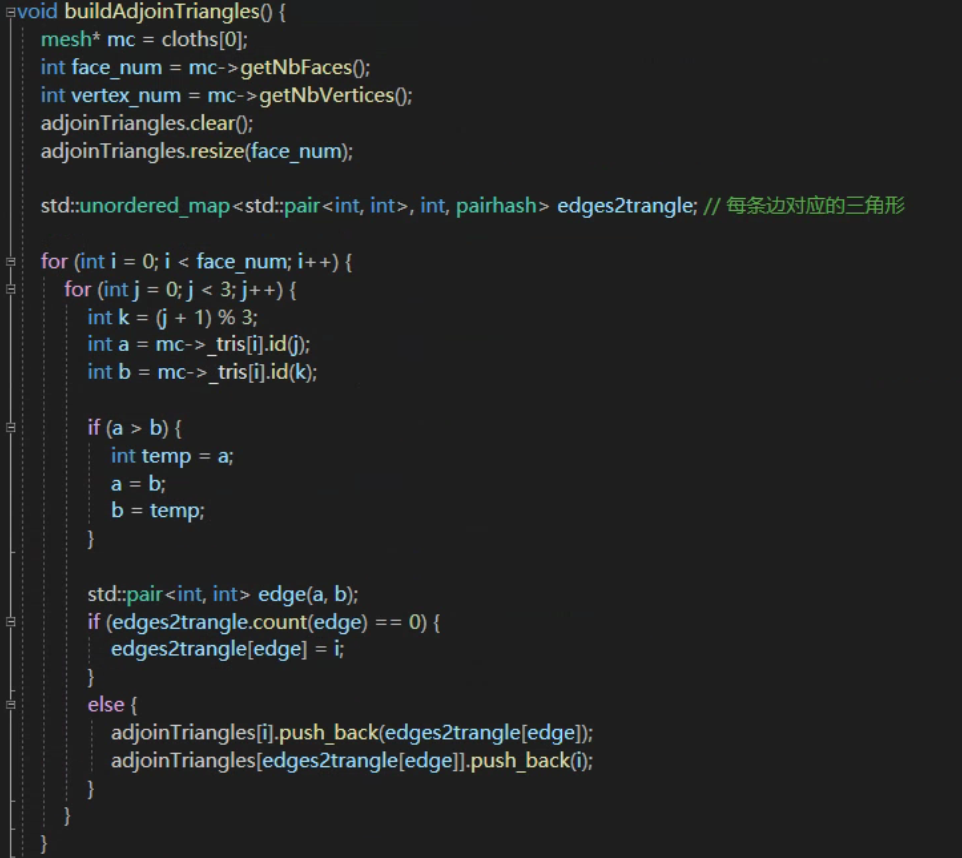 void buildAdjoinTriangles() {
mesh* mc = cloths[0];
int face_num = mc->getNbFaces();
int vertex_num = mc->getNbVertices();
adjoinTriangles.clear();
adjoinTriangles.resize(face_num);
std::unordered_map<std::pair<int, int>, int, pairhash> edges2trangle; // 每条边对应的三角形
for (int i = 0; i < face_num; i++) {
for (int j = 0; j < 3; j++) {
int k = (j + 1) % 3;
int a = mc->_tris[i].id(j);
int b = mc->_tris[i].id(k);
if (a > b) {
int temp = a;
a = b;
b = temp;
}
std::pair<int, int> edge(a, b);
if (edges2trangle.count(edge) == 0) {
edges2trangle[edge] = i;
}
else {
adjoinTriangles[i].push_back(edges2trangle[edge]);
adjoinTriangles[edges2trangle[edge]].push_back(i);
}
}
}